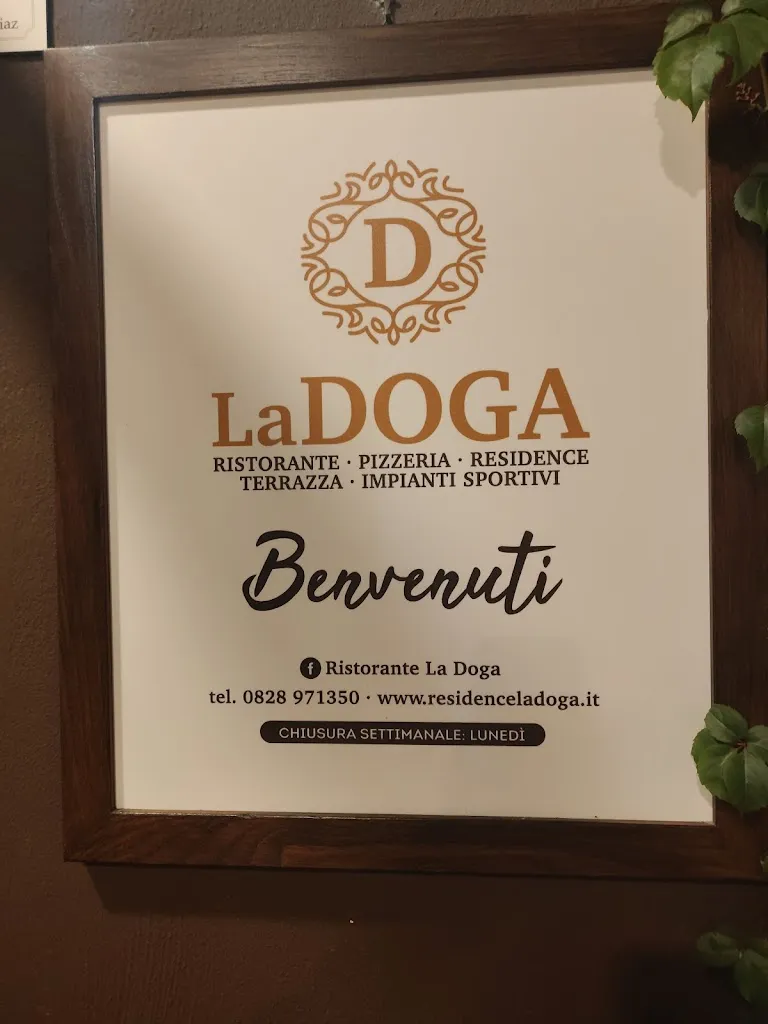 D
LaDOGA
RISTORANTE · PIZZERIA · RESIDENCE
TERRAZZA · IMPIANTI SPORTIVI
Benvenuti
f Ristorante La Doga
tel. 0828 971350 · www.residenceladoga.it
CHIUSURA SETTIMANALE: LUNEDÌ